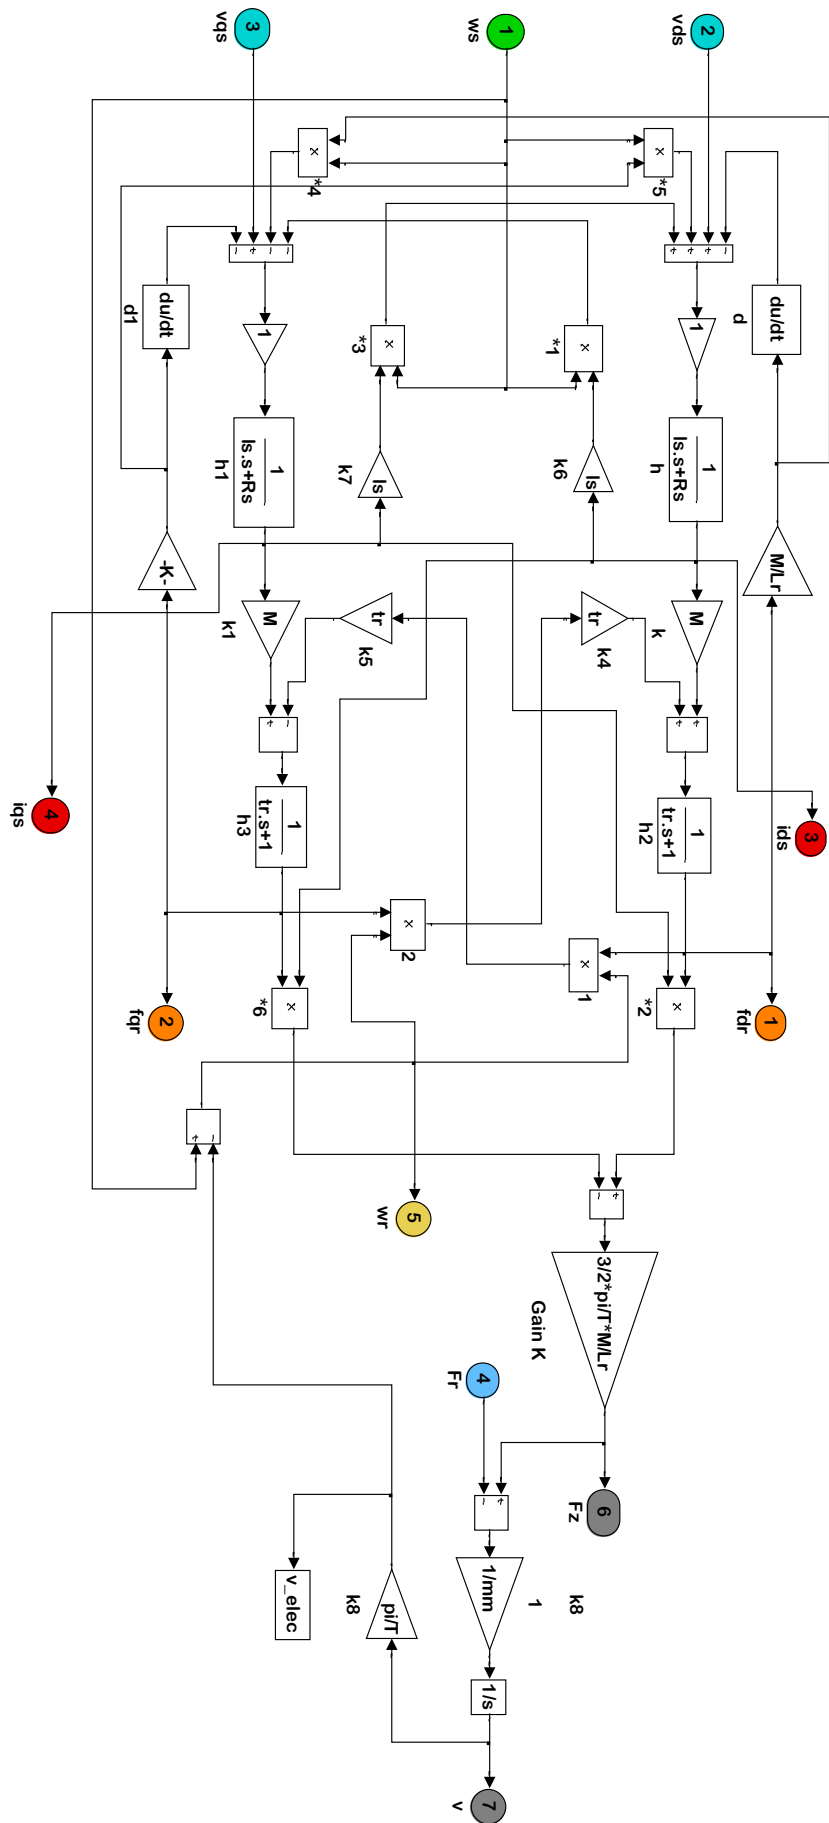 2
vds
-
+
+
+
×
*5
du/dt
d
1
1
ls.s+Rs
h
M/Lr
M
k
+
+
1
tr.s+1
h2
3
ids
1
fdr
×
*2
×
*1
ls
k6
tr
k4
×
1
+
-
3/2*pi/T*M/Lr
Gain K
6
Fz
1
ws
4
Fr
+
-
1/mm
1
k8
1/s
7
v
×
*3
ls
k7
tr
k5
×
2
5
wr
pi/T
k8
v_elec
×
*4
3
vqs
-
-
+
-
1
1
ls.s+Rs
h1
M
k1
-
+
1
tr.s+1
h3
×
*6
-
+
du/dt
d1
-K-
2
fqr
4
iqs